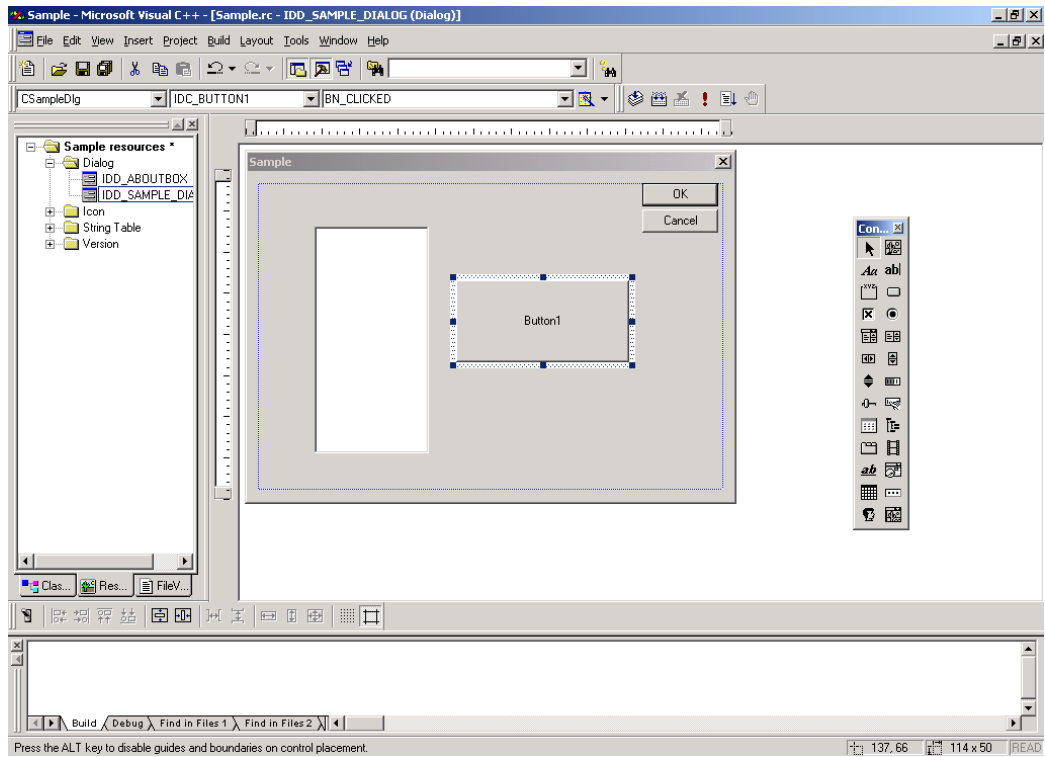 Sample - Microsoft Visual C++ - [Sample.rc - IDD_SAMPLE_DIALOG (Dialog)]
File Edit View Insert Project Build Layout Tools Window Help
CSampleDlg IDC_BUTTON1 BN_CLICKED
Sample resources *
Dialog
IDD_ABOUTBOX
IDD_SAMPLE_DIA
Icon
String Table
Version
Clas... Res... FileV...
Sample
OK
Cancel
Button1
Con...
Aa ab|
xyz
ab
Build Debug Find in Files 1 Find in Files 2
Press the ALT key to disable guides and boundaries on control placement. 137, 66 114 x 50 READ